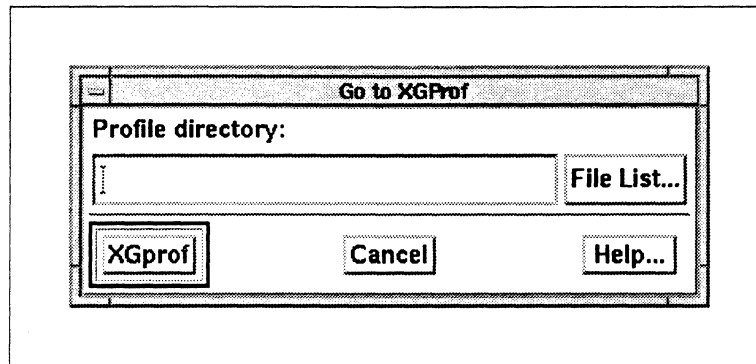 Go to XGProf
Profile directory:
File List...
XGprof Cancel Help...